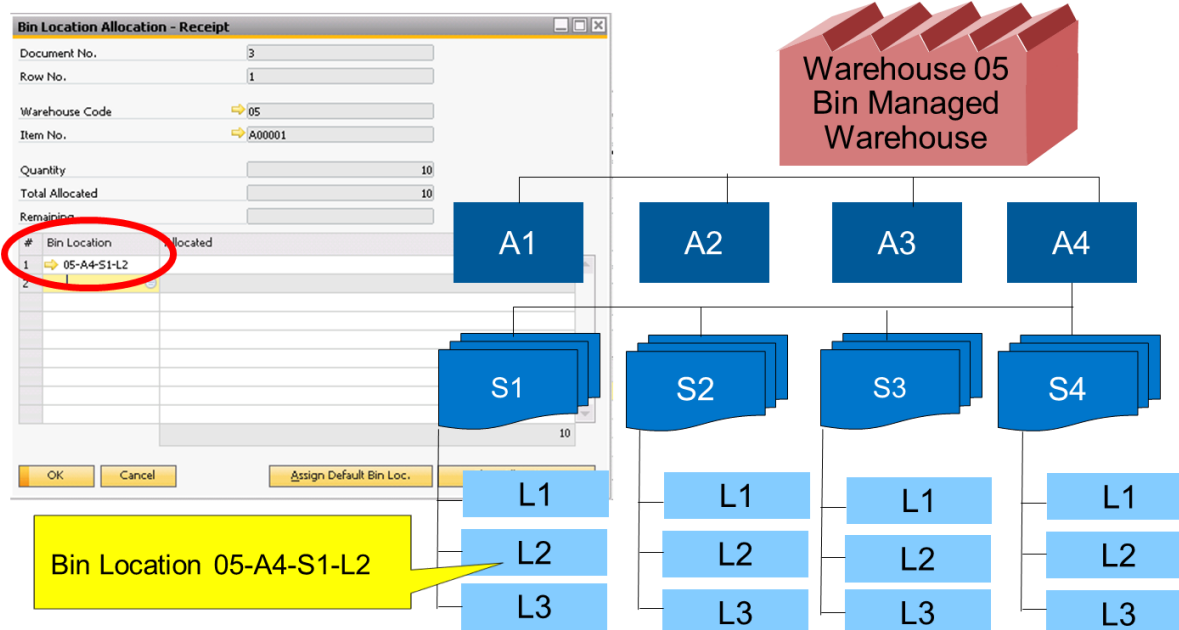 Bin Location Allocation - Receipt
Document No. 3
Row No. 1
Warehouse Code 05
Item No. A00001
Quantity 10
Total Allocated 10
Remaining
# Bin Location Allocated
1 05-A4-S1-L2
2
10
OK Cancel Assign Default Bin Loc.
Warehouse 05
Bin Managed
Warehouse
A1 A2 A3 A4
S1 S2 S3 S4
L1 L1 L1 L1
L2 L2 L2 L2
L3 L3 L3 L3
Bin Location 05-A4-S1-L2